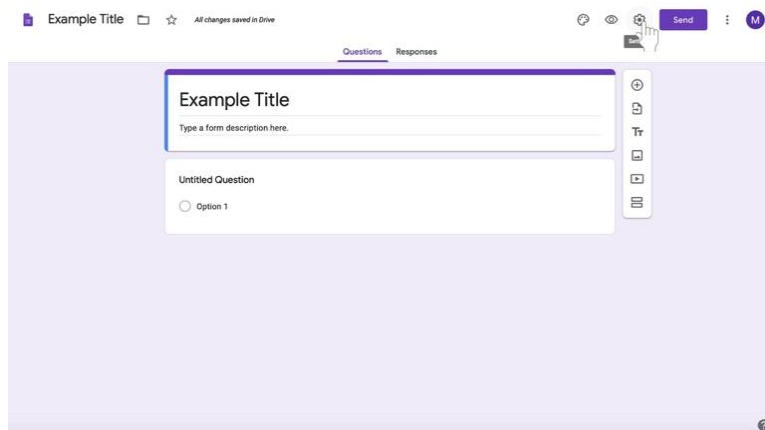 Example Title
All changes saved in Drive
Send
M
Questions Responses
Example Title
Type a form description here.
Tт
Untitled Question
Option 1